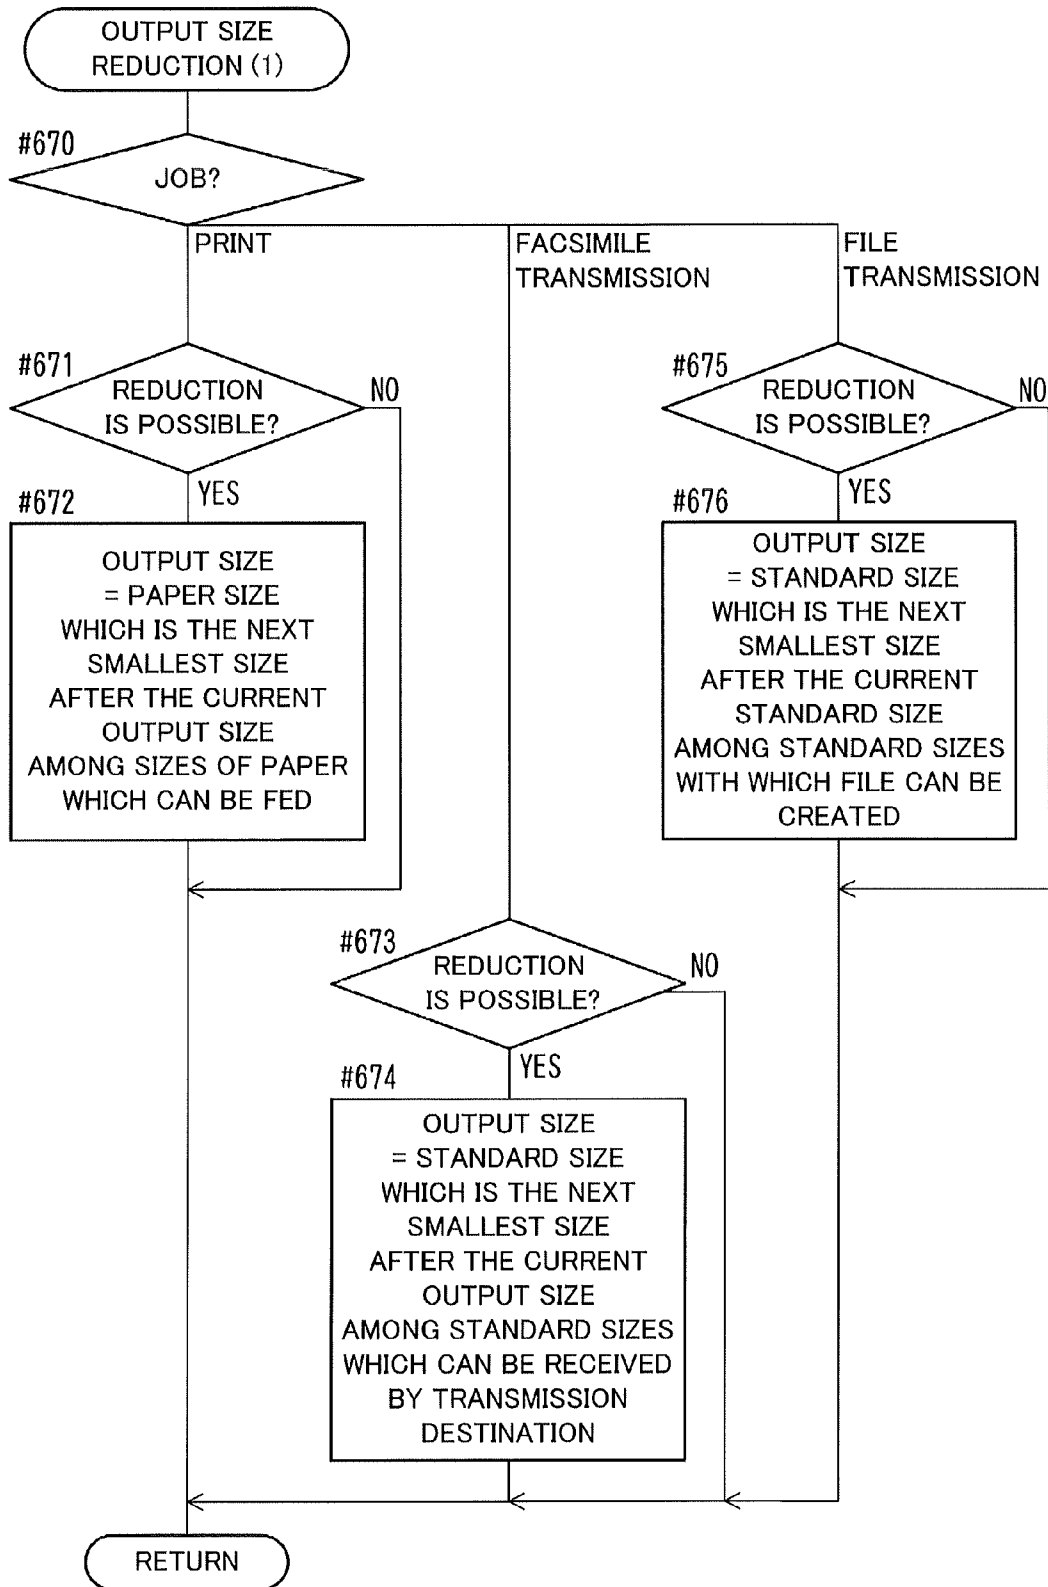 OUTPUT SIZE
REDUCTION (1)
#670
JOB?
PRINT
FACSIMILE
TRANSMISSION
FILE
TRANSMISSION
#671
REDUCTION
IS POSSIBLE?
NO
YES
#672
OUTPUT SIZE
= PAPER SIZE
WHICH IS THE NEXT
SMALLEST SIZE
AFTER THE CURRENT
OUTPUT SIZE
AMONG SIZES OF PAPER
WHICH CAN BE FED
#675
REDUCTION
IS POSSIBLE?
NO
YES
#676
OUTPUT SIZE
= STANDARD SIZE
WHICH IS THE NEXT
SMALLEST SIZE
AFTER THE CURRENT
STANDARD SIZE
AMONG STANDARD SIZES
WITH WHICH FILE CAN BE
CREATED
#673
REDUCTION
IS POSSIBLE?
NO
YES
#674
OUTPUT SIZE
= STANDARD SIZE
WHICH IS THE NEXT
SMALLEST SIZE
AFTER THE CURRENT
OUTPUT SIZE
AMONG STANDARD SIZES
WHICH CAN BE RECEIVED
BY TRANSMISSION
DESTINATION
RETURN